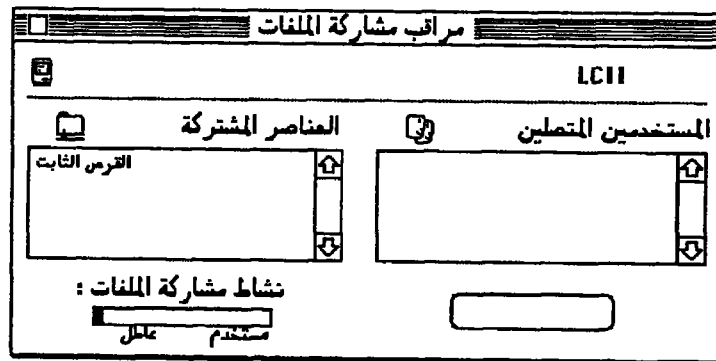 مراقب مشاركة الملفات
LCII
المستخدمين المتصلين
العناصر المشتركة
القرص الثابت
نشاط مشاركة الملفات :
مستخدم عاطل